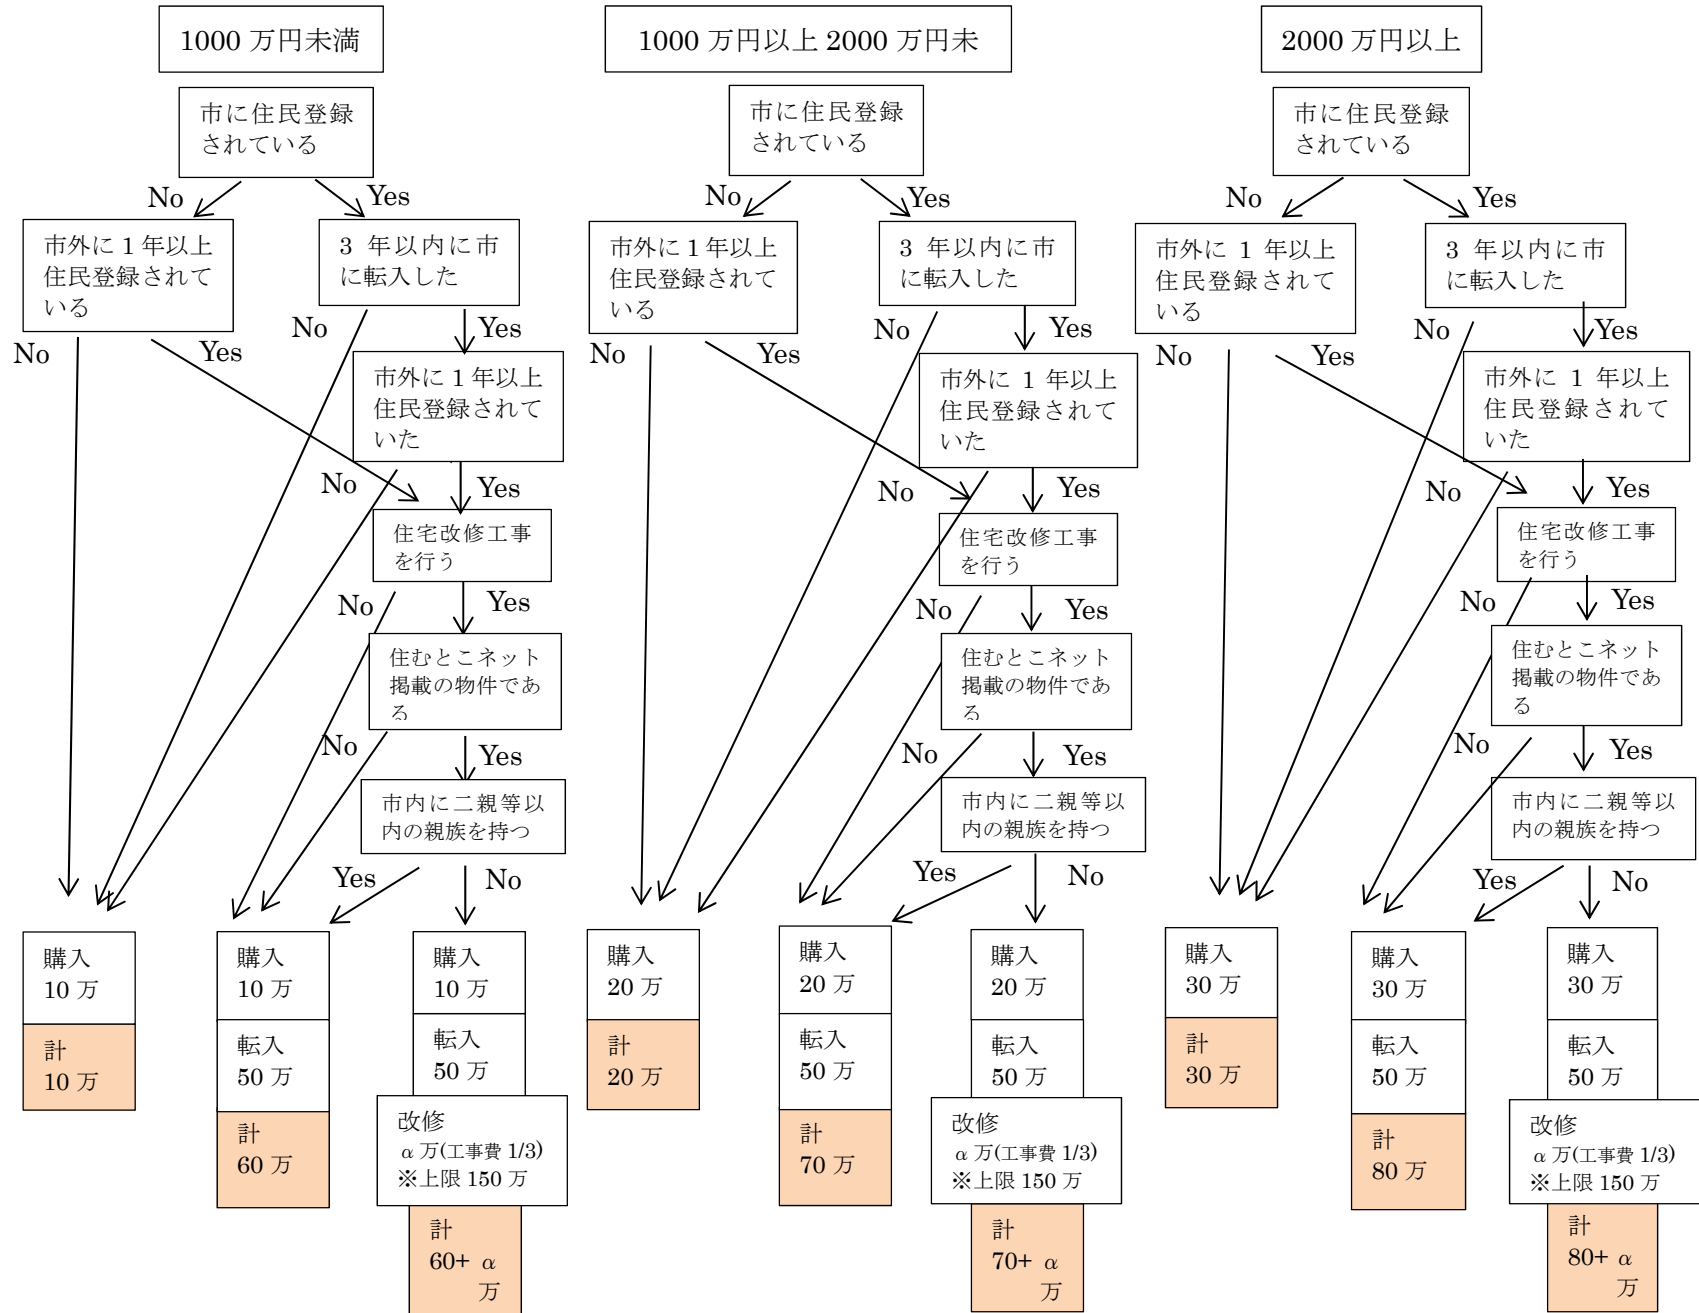 1000 万円未満
市に住民登録
されている
No
Yes
市外に 1 年以上
住民登録されて
いる
3 年以内に市
に転入した
No
Yes
No
Yes
市外に 1 年以上
住民登録されて
いた
No
Yes
住宅改修工事
を行う
No
Yes
住むとこネット
掲載の物件であ
る
No
Yes
市内に二親等以
内の親族を持つ
Yes
No
購入
10 万
計
10 万
購入
10 万
転入
50 万
計
60 万
購入
10 万
転入
50 万
改修
α 万(工事費 1/3)
※上限 150 万
計
60+ α
万
1000 万円以上 2000 万円未
市に住民登録
されている
No
Yes
市外に 1 年以上
住民登録されて
いる
3 年以内に市
に転入した
No
Yes
No
Yes
市外に 1 年以上
住民登録されて
いた
No
Yes
住宅改修工事
を行う
No
Yes
住むとこネット
掲載の物件であ
る
No
Yes
市内に二親等以
内の親族を持つ
Yes
No
購入
20 万
計
20 万
購入
20 万
転入
50 万
計
70 万
購入
20 万
転入
50 万
改修
α 万(工事費 1/3)
※上限 150 万
計
70+ α
万
2000 万円以上
市に住民登録
されている
No
Yes
市外に 1 年以上
住民登録されて
いる
3 年以内に市
に転入した
No
Yes
No
Yes
市外に 1 年以上
住民登録されて
いた
No
Yes
住宅改修工事
を行う
No
Yes
住むとこネット
掲載の物件であ
る
No
Yes
市内に二親等以
内の親族を持つ
Yes
No
購入
30 万
計
30 万
購入
30 万
転入
50 万
計
80 万
購入
30 万
転入
50 万
改修
α 万(工事費 1/3)
※上限 150 万
計
80+ α
万